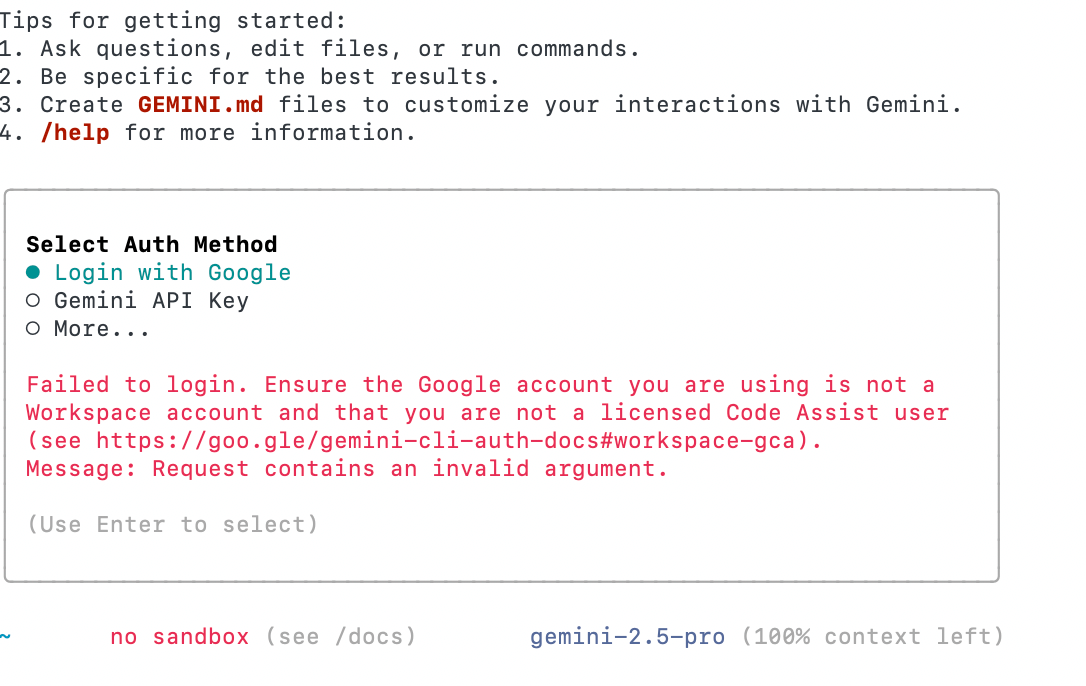 Tips for getting started:
1. Ask questions, edit files, or run commands.
2. Be specific for the best results.
3. Create GEMINI.md files to customize your interactions with Gemini.
4. /help for more information.
Select Auth Method
● Login with Google
○ Gemini API Key
○ More...
Failed to login. Ensure the Google account you are using is not a
Workspace account and that you are not a licensed Code Assist user
(see https://goo.gle/gemini-cli-auth-docs#workspace-gca).
Message: Request contains an invalid argument.
(Use Enter to select)
~ no sandbox (see /docs) gemini-2.5-pro (100% context left)